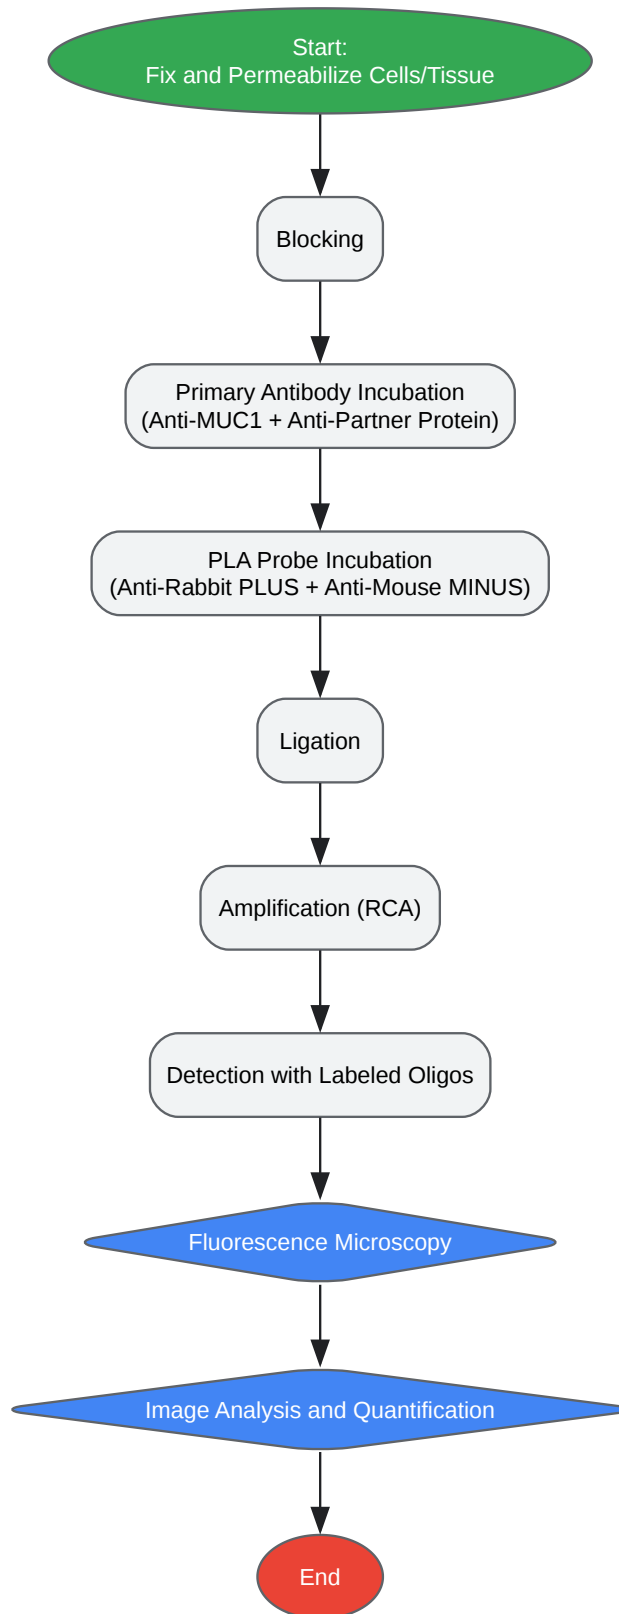 Start:
Fix and Permeabilize Cells/Tissue
Blocking
Primary Antibody Incubation
(Anti-MUC1 + Anti-Partner Protein)
PLA Probe Incubation
(Anti-Rabbit PLUS + Anti-Mouse MINUS)
Ligation
Amplification (RCA)
Detection with Labeled Oligos
Fluorescence Microscopy
Image Analysis and Quantification
End